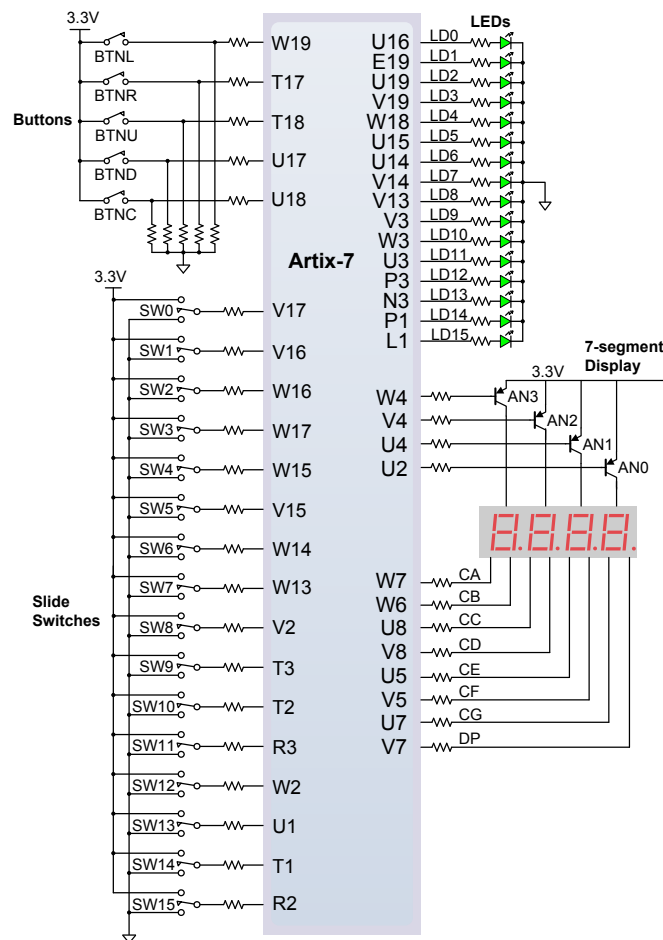 3.3V
BTNL
BTNR
BTNU
BTND
BTNC
Buttons
W19
T17
T18
U17
U18
Artix-7
3.3V
SW0
SW1
SW2
SW3
SW4
SW5
SW6
SW7
SW8
SW9
SW10
SW11
SW12
SW13
SW14
SW15
Slide
Switches
V17
V16
W16
W17
W15
V15
W14
W13
V2
T3
T2
R3
W2
U1
T1
R2
LEDs
U16 LD0
E19 LD1
U19 LD2
V19 LD3
W18 LD4
U15 LD5
U14 LD6
V14 LD7
V13 LD8
V3 LD9
W3 LD10
U3 LD11
P3 LD12
N3 LD13
P1 LD14
L1 LD15
7-segment
Display
3.3V
W4 AN3
V4 AN2
U4 AN1
U2 AN0
8.8.8.8.
W7 CA
W6 CB
U8 CC
V8 CD
U5 CE
V5 CF
U7 CG
V7 DP